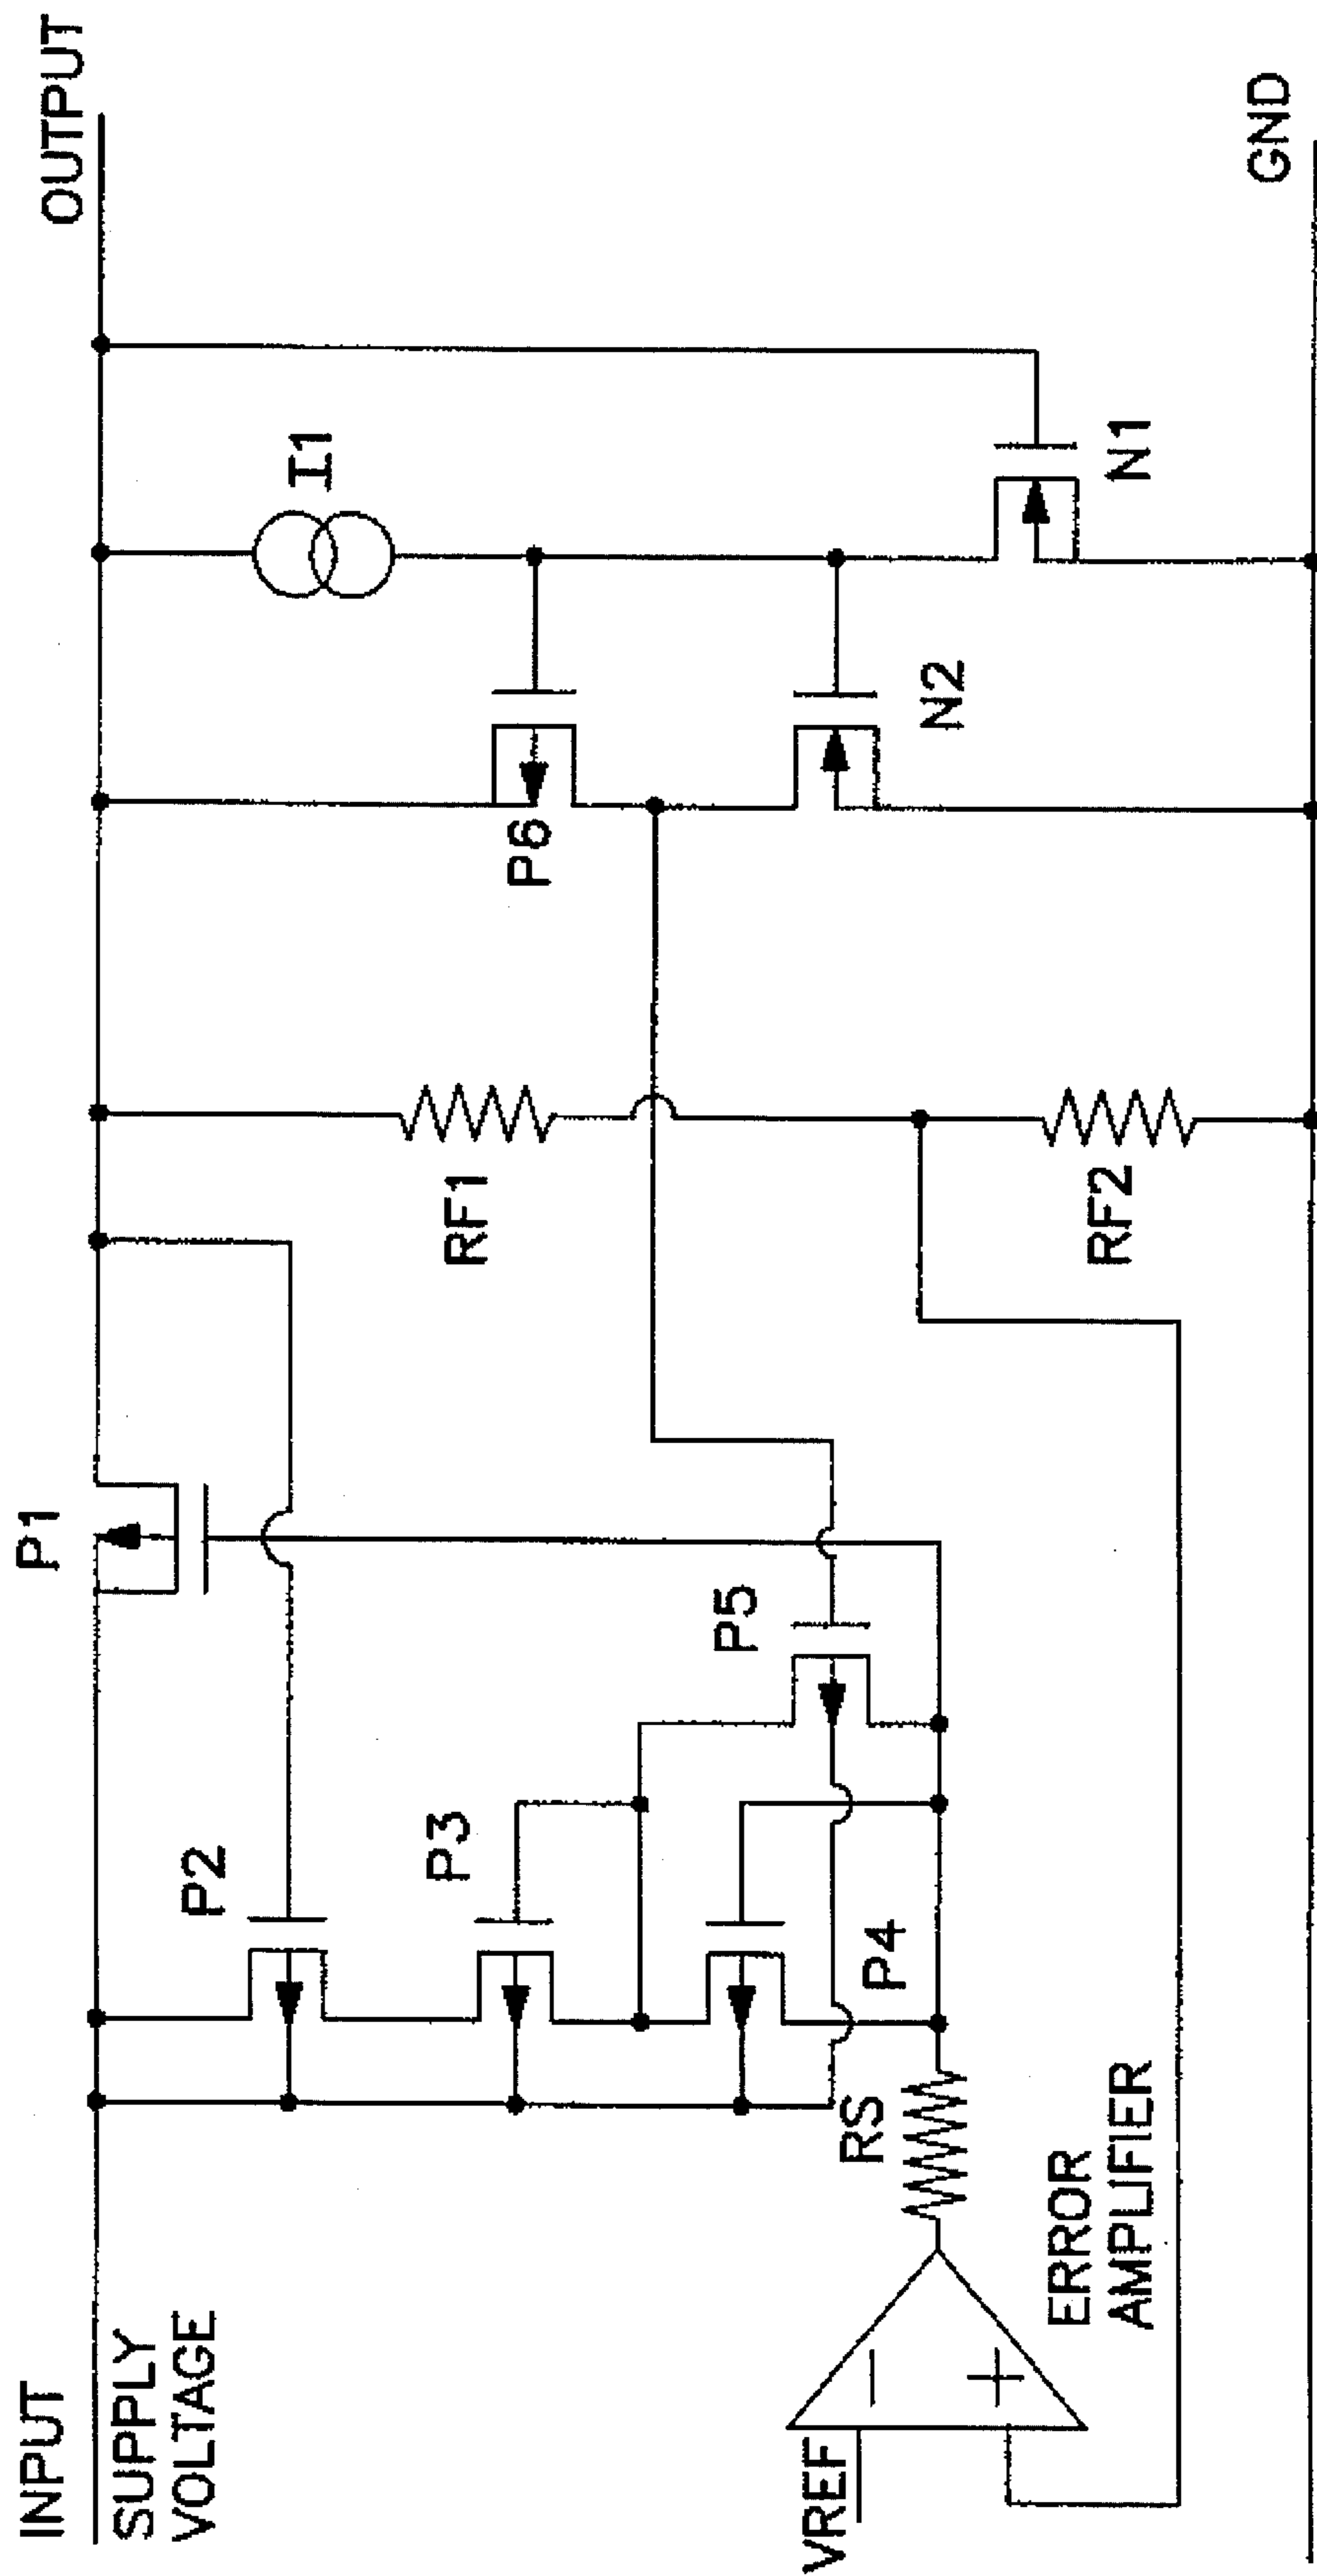 INPUT
SUPPLY
VOLTAGE
P1
OUTPUT
P2
I1
P3
RF1
P6
P5
P4
N2
RS
VREF
RF2
N1
ERROR
AMPLIFIER
GND